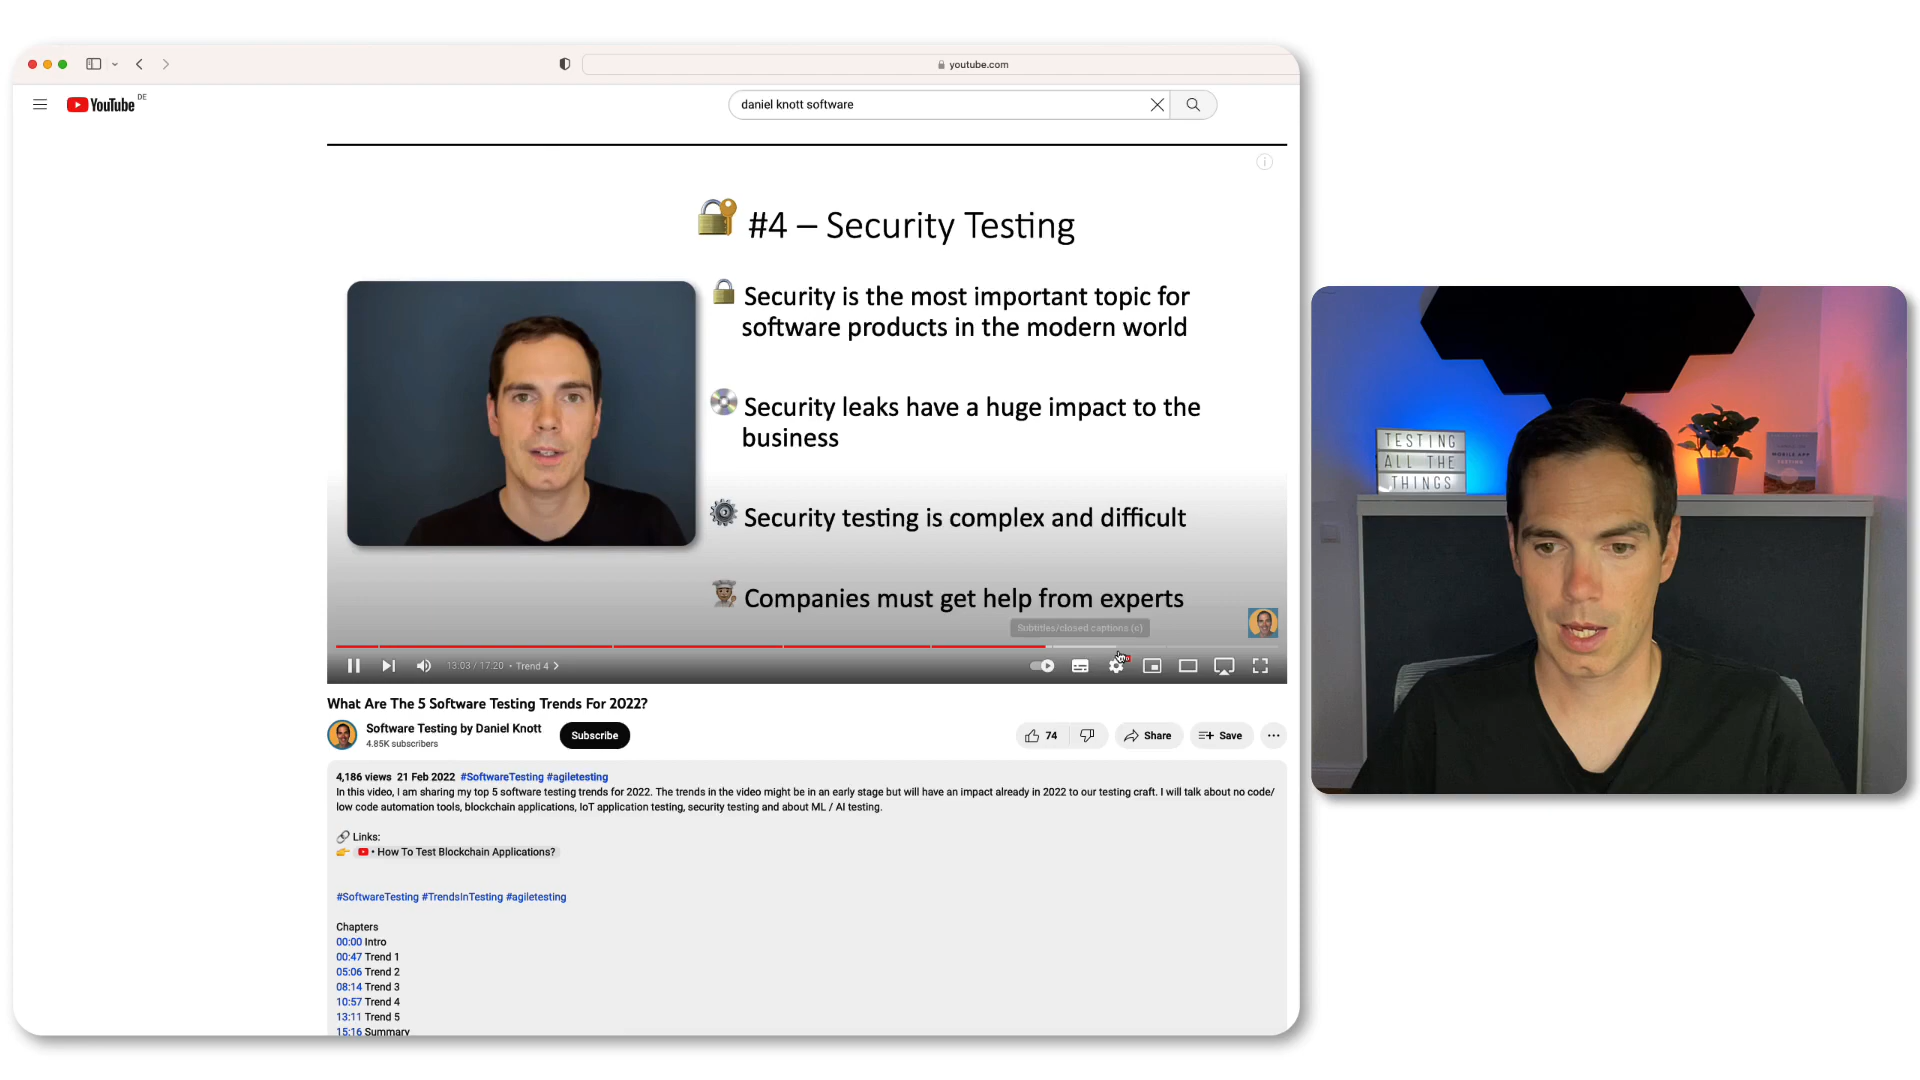 youtube.com
YouTube DE
daniel knott software
#4 – Security Testing
Security is the most important topic for
software products in the modern world
Security leaks have a huge impact to the
business
Security testing is complex and difficult
Companies must get help from experts
Subtitles/closed captions (c)
13:03 / 17:20 • Trend 4
What Are The 5 Software Testing Trends For 2022?
Software Testing by Daniel Knott
4.85K subscribers
Subscribe
74
Share
Save
4,186 views 21 Feb 2022 #SoftwareTesting #agiletesting
In this video, I am sharing my top 5 software testing trends for 2022. The trends in the video might be in an early stage but will have an impact already in 2022 to our testing craft. I will talk about no code/
low code automation tools, blockchain applications, IoT application testing, security testing and about ML / AI testing.
Links:
• How To Test Blockchain Applications?
#SoftwareTesting #TrendsInTesting #agiletesting
Chapters
00:00 Intro
00:47 Trend 1
05:06 Trend 2
08:14 Trend 3
10:57 Trend 4
13:11 Trend 5
15:16 Summary
TESTING
ALL THE
THINGS
MOBILE APP
TESTING